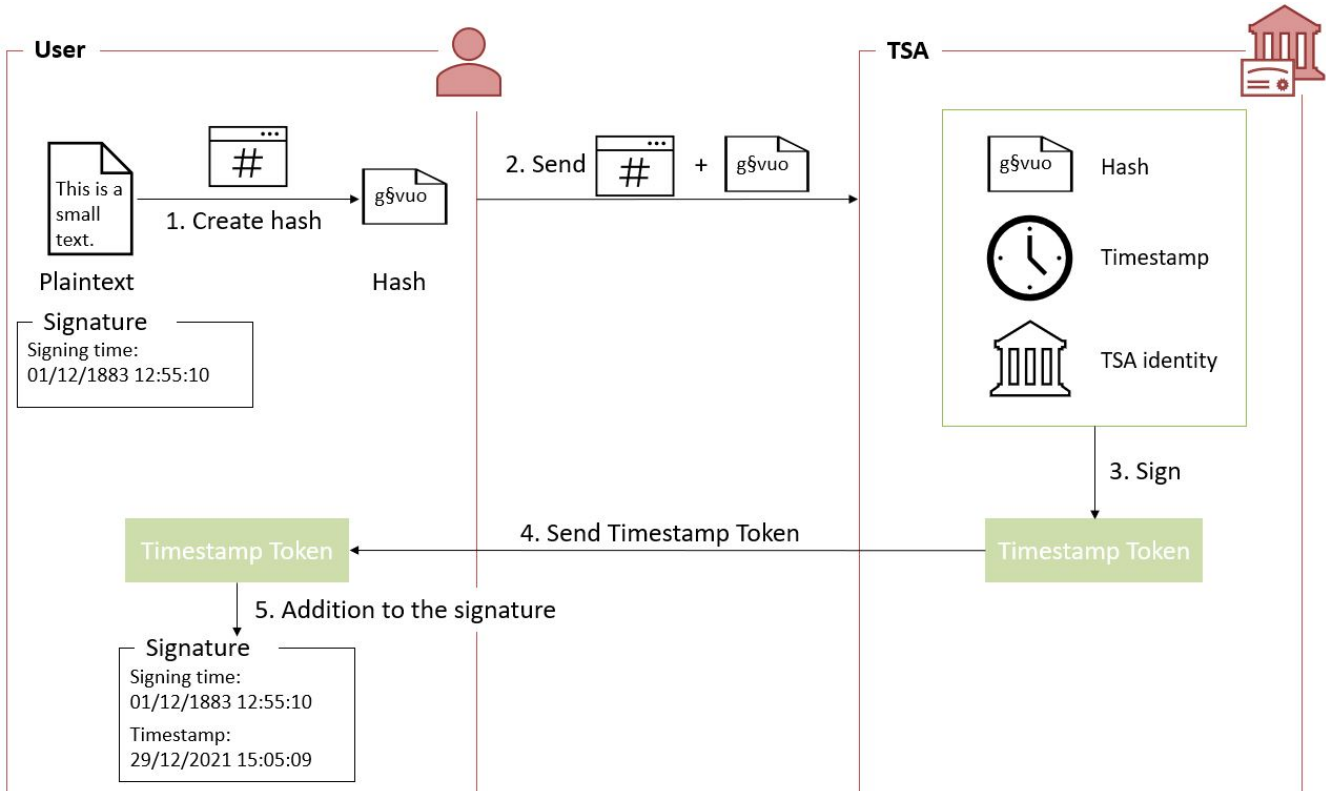 User
TSA
This is a
small
text.
#
1. Create hash
g§vuo
Plaintext
Hash
2. Send
#
+
g§vuo
g§vuo
Hash
Timestamp
TSA identity
Signature
Signing time:
01/12/1883 12:55:10
3. Sign
Timestamp Token
4. Send Timestamp Token
Timestamp Token
5. Addition to the signature
Signature
Signing time:
01/12/1883 12:55:10
Timestamp:
29/12/2021 15:05:09